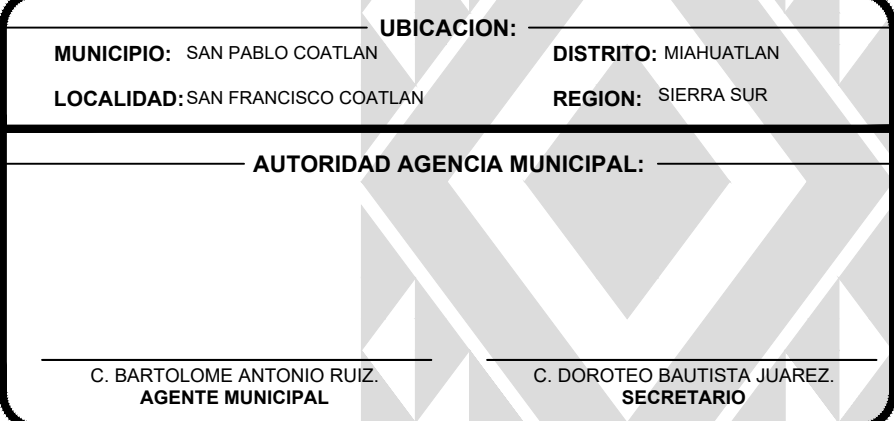 UBICACION:
MUNICIPIO: SAN PABLO COATLAN DISTRITO: MIAHUATLAN
LOCALIDAD: SAN FRANCISCO COATLAN REGION: SIERRA SUR
AUTORIDAD AGENCIA MUNICIPAL:
C. BARTOLOME ANTONIO RUIZ. C. DOROTEO BAUTISTA JUAREZ.
AGENTE MUNICIPAL SECRETARIO